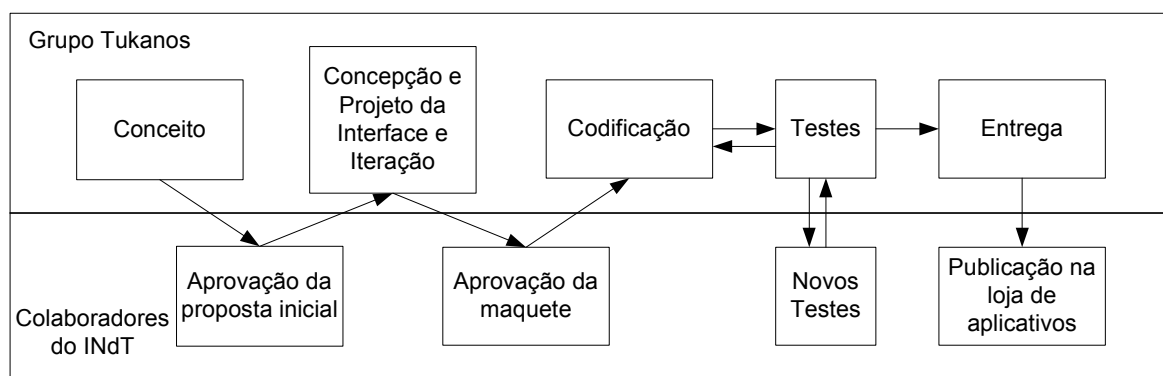 Grupo Tukanos
Conceito
Concepção e
Projeto da
Interface e
Iteração
Codificação
Testes
Entrega
Colaboradores
do INdT
Aprovação da
proposta inicial
Aprovação da
maquete
Novos
Testes
Publicação na
loja de
aplicativos